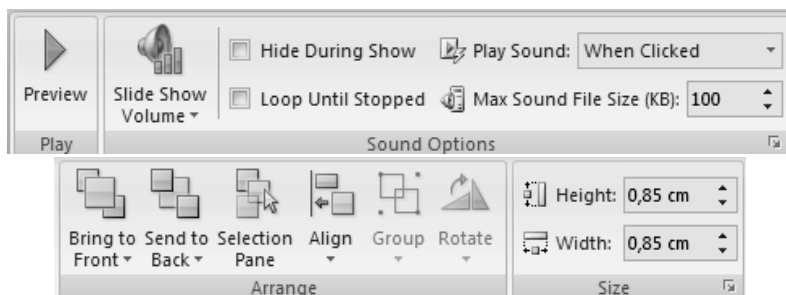 Preview
Slide Show
Volume
Hide During Show
Play Sound: When Clicked
Loop Until Stopped
Max Sound File Size (KB): 100
Play
Sound Options
Bring to
Front
Send to
Back
Selection
Pane
Align
Group
Rotate
Height: 0,85 cm
Width: 0,85 cm
Arrange
Size